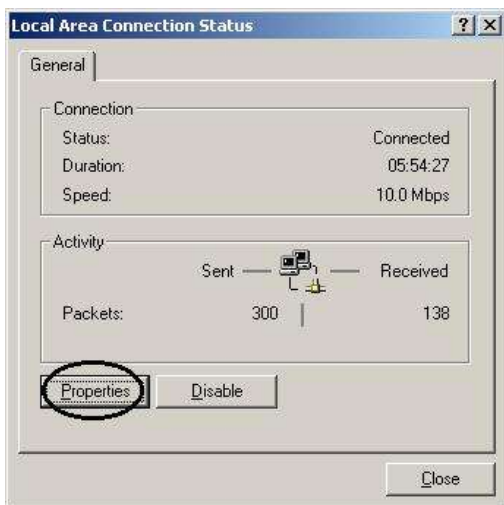 Local Area Connection Status
General
Connection
Status: Connected
Duration: 05:54:27
Speed: 10.0 Mbps
Activity
Sent Received
Packets: 300 138
Properties Disable
Close